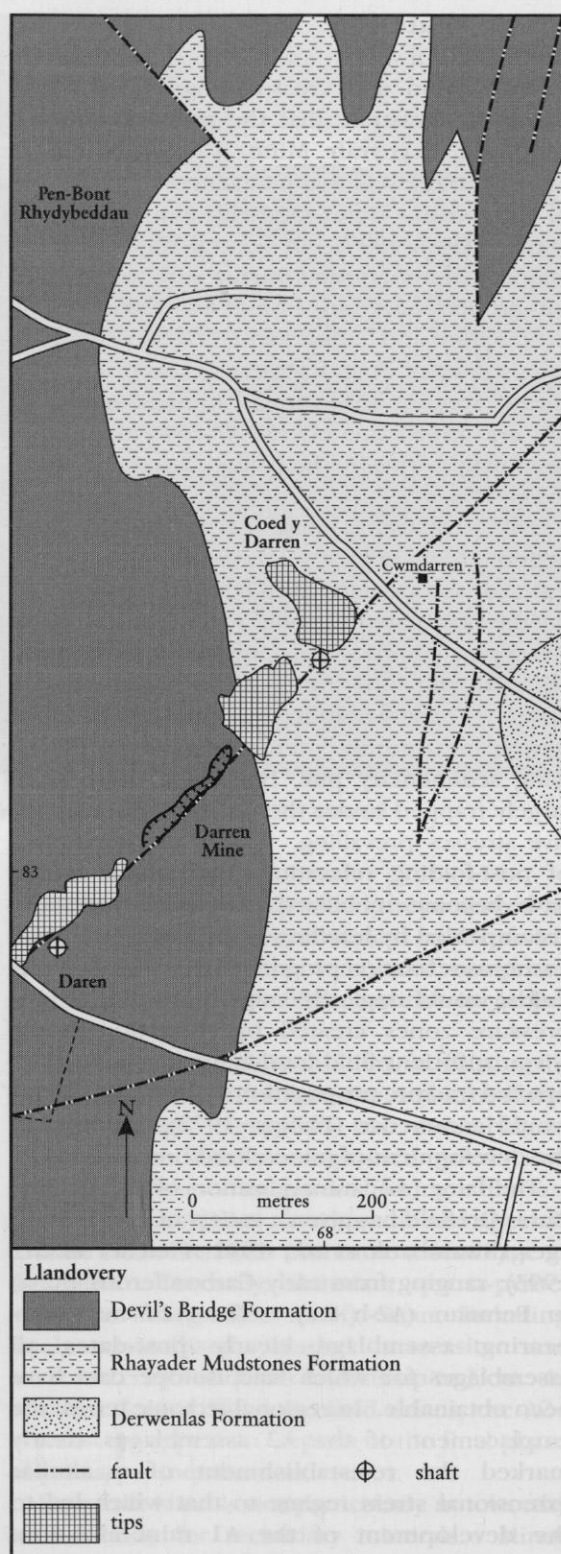 Pen-Bont
Rhydybeddau
Coed y
Darren
Cwmdarren
Darren
Mine
83
Daren
N
0 metres 200
68
Llandovery
Devil's Bridge Formation
Rhayader Mudstones Formation
Derwenlas Formation
fault
shaft
tips